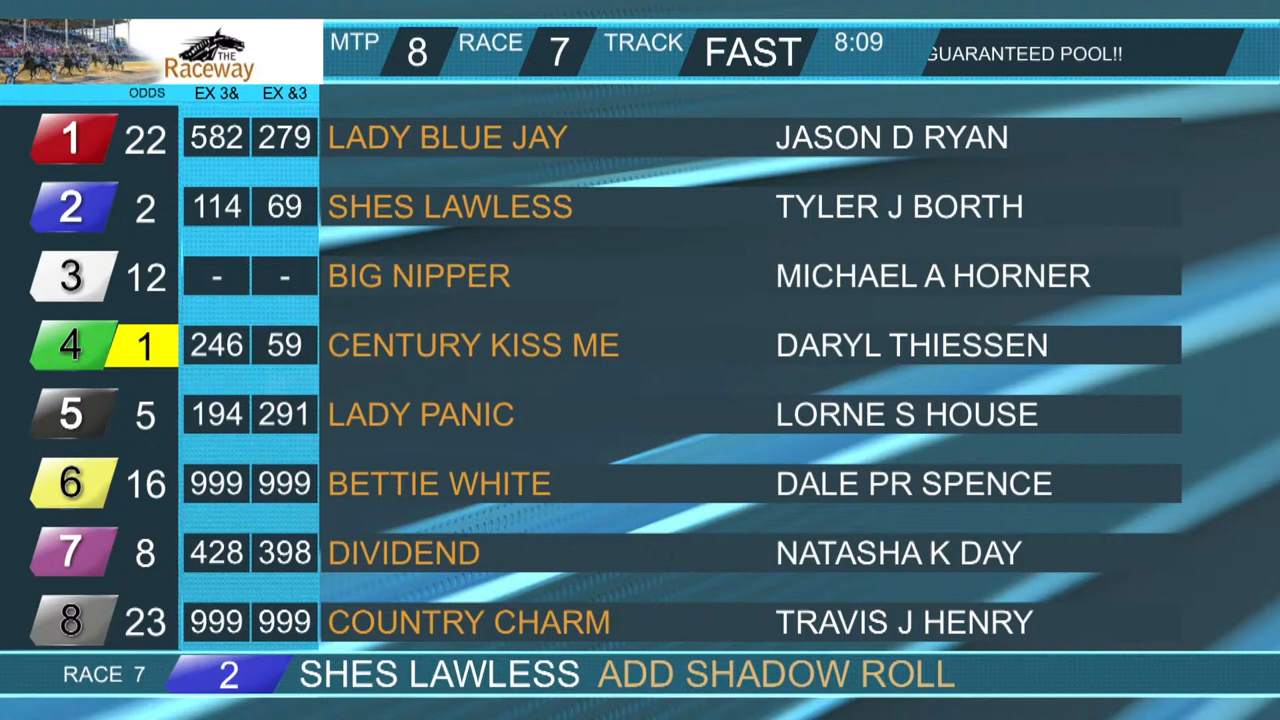 THE
Raceway
MTP 8 RACE 7 TRACK FAST 8:09 GUARANTEED POOL!!
ODDS EX 3& EX &3
1 22 582 279 LADY BLUE JAY JASON D RYAN
2 2 114 69 SHES LAWLESS TYLER J BORTH
3 12 - - BIG NIPPER MICHAEL A HORNER
4 1 246 59 CENTURY KISS ME DARYL THIESSEN
5 5 194 291 LADY PANIC LORNE S HOUSE
6 16 999 999 BETTIE WHITE DALE PR SPENCE
7 8 428 398 DIVIDEND NATASHA K DAY
8 23 999 999 COUNTRY CHARM TRAVIS J HENRY
RACE 7 2 SHES LAWLESS ADD SHADOW ROLL